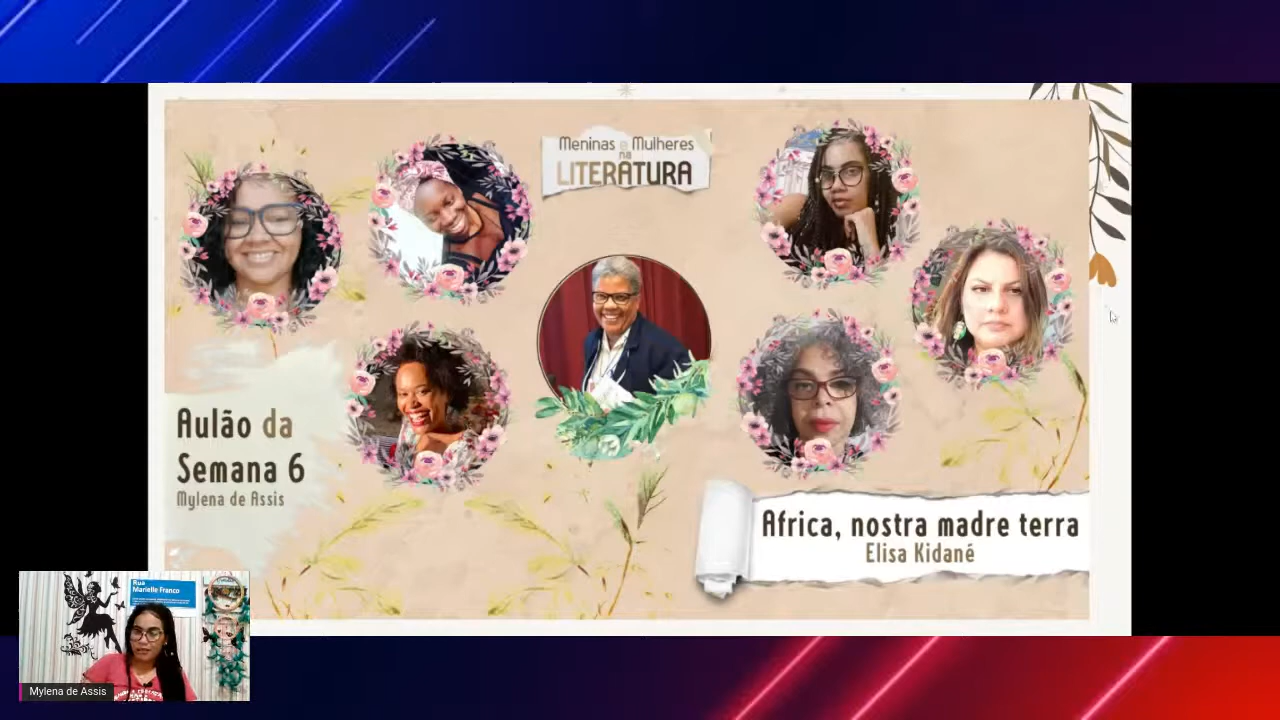 Meninas e Mulheres
na
LITERATURA
Aulão da
Semana 6
Mylena de Assis
Africa, nostra madre terra
Elisa Kidané
Rua
Marielle Franco
Mylena de Assis